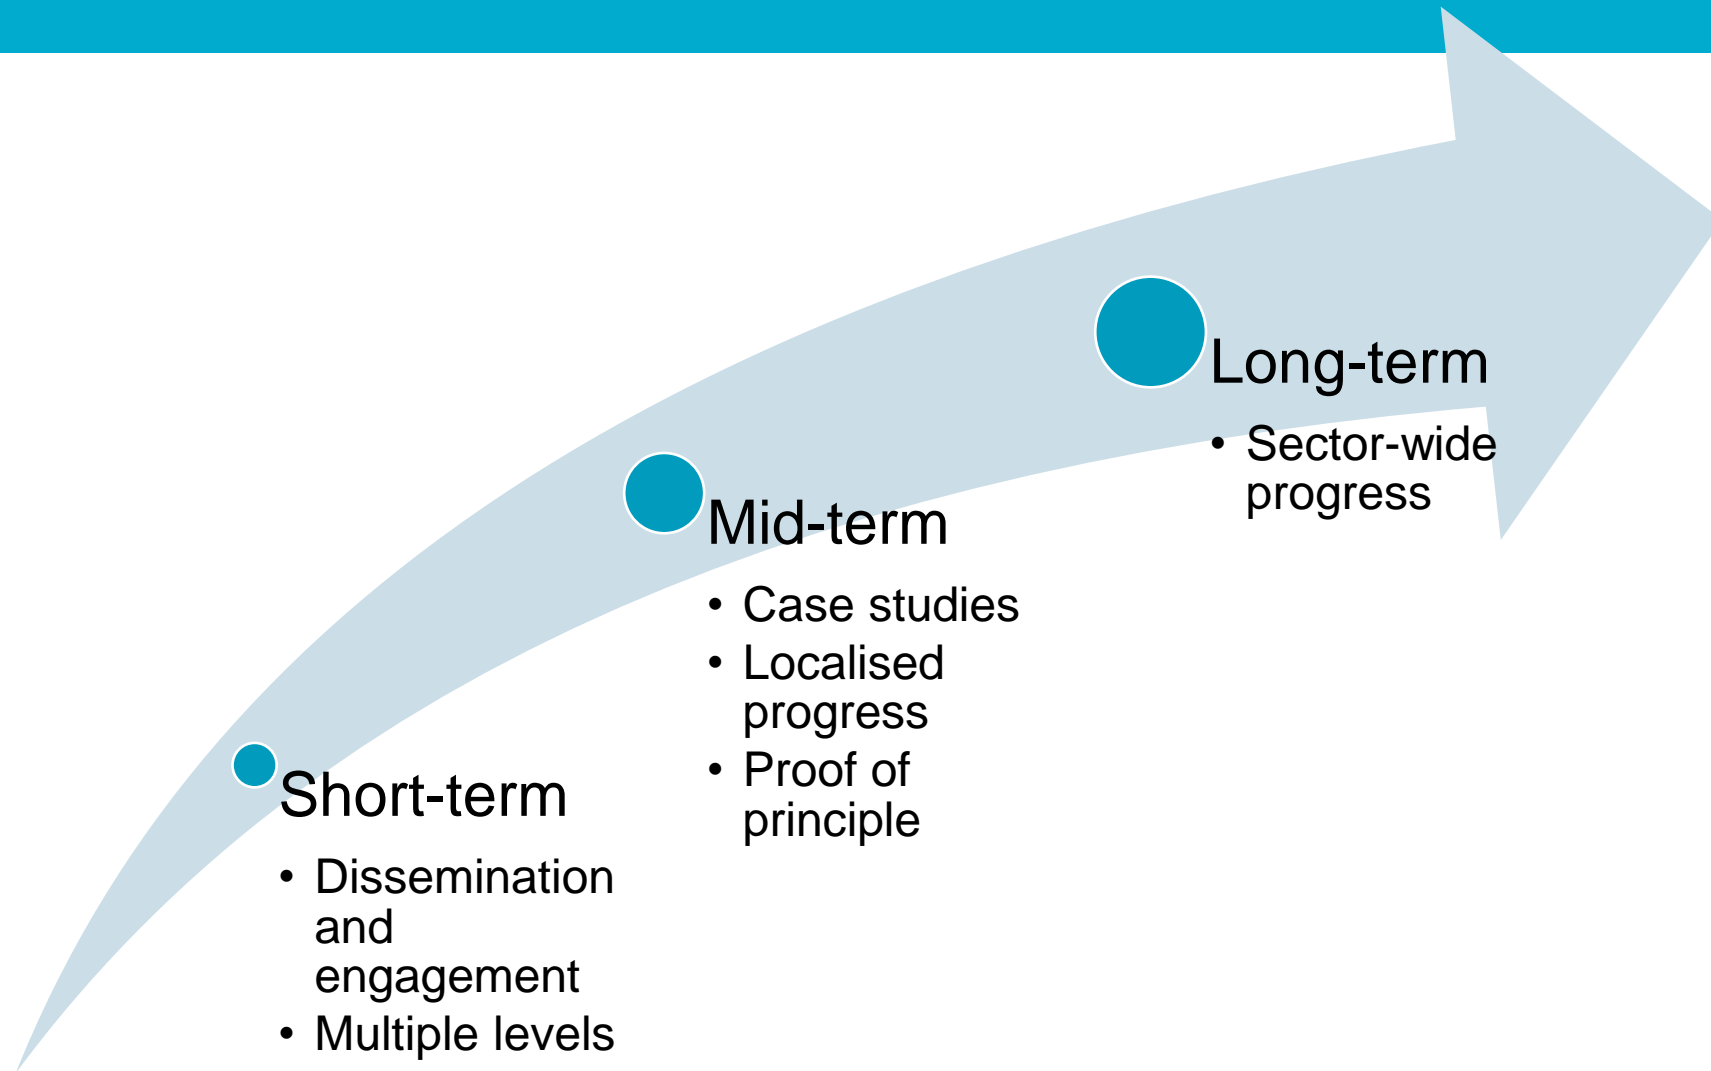 Short-term
• Dissemination
and
engagement
• Multiple levels
Mid-term
• Case studies
• Localised
progress
• Proof of
principle
Long-term
• Sector-wide
progress